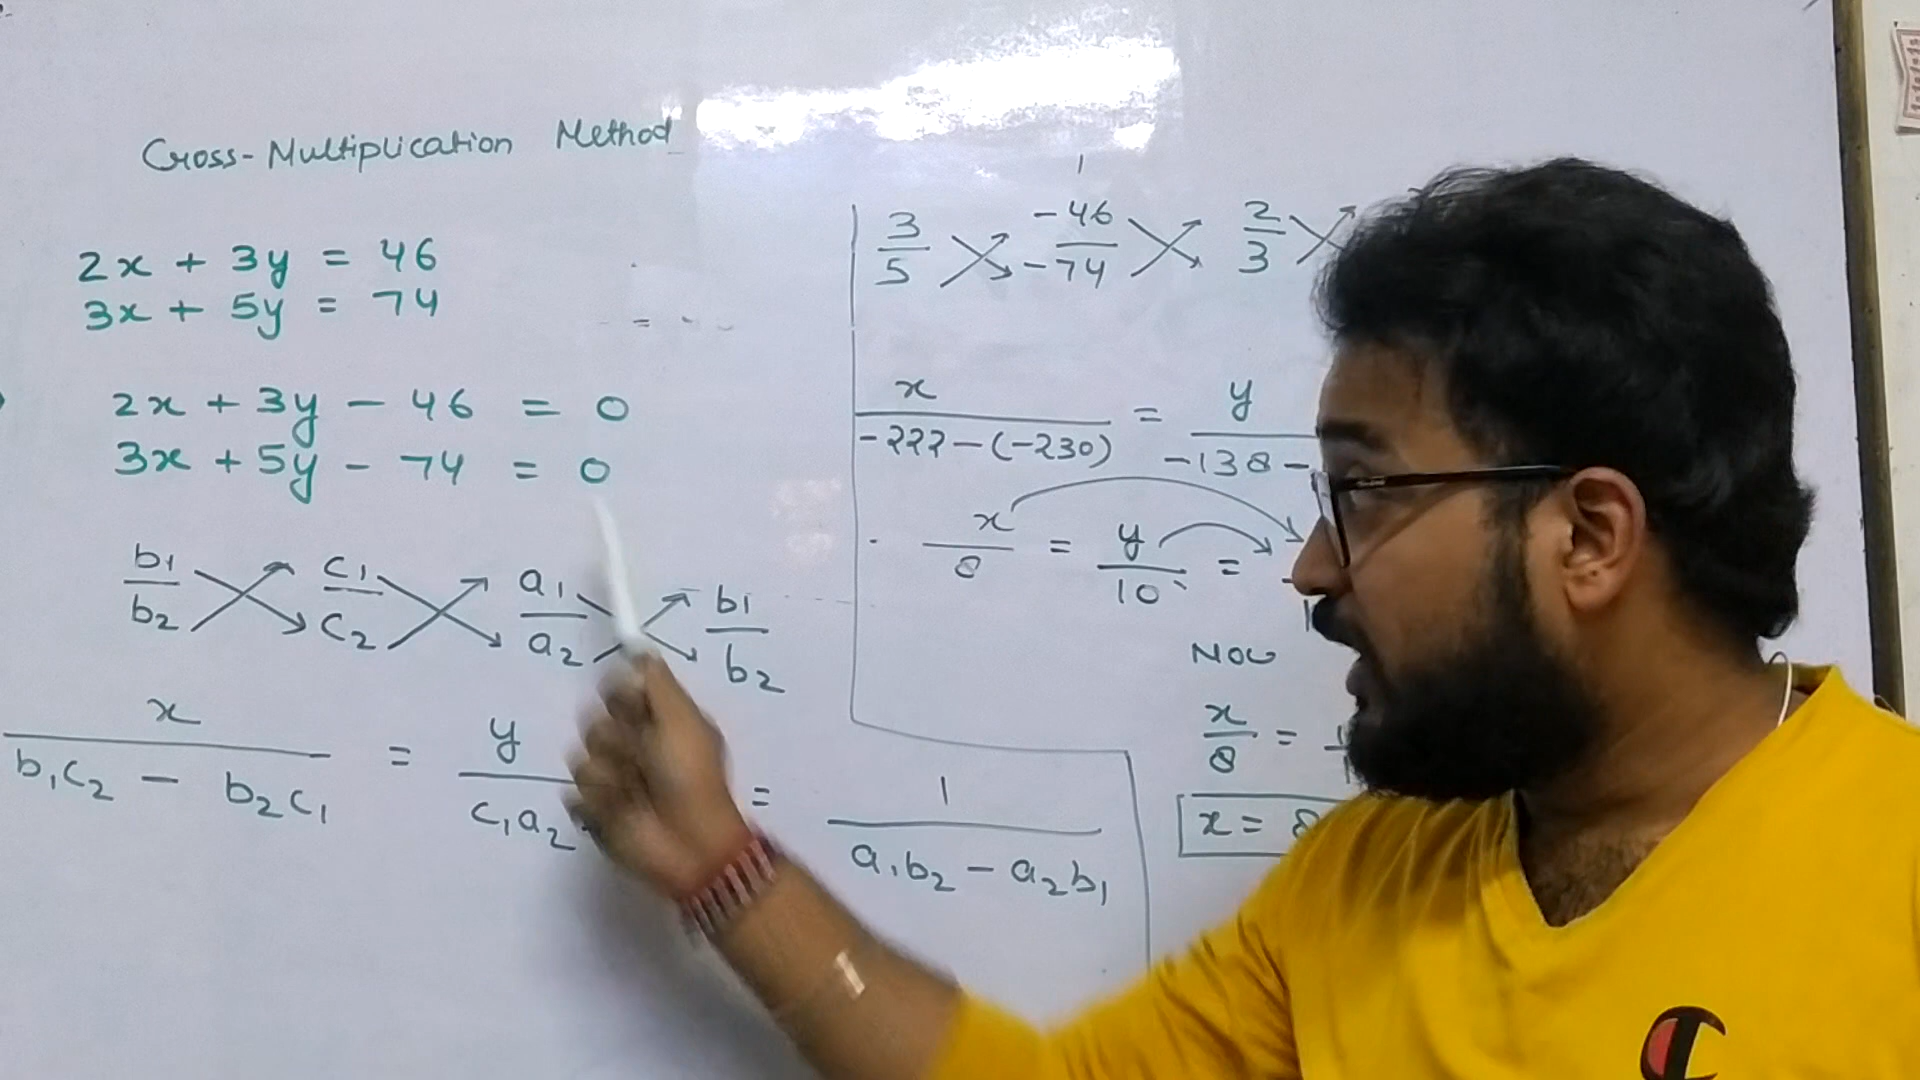 Cross-Multiplication Method
2x + 3y = 46
3x + 5y = 74
2x + 3y - 46 = 0
3x + 5y - 74 = 0
b1 c1 a1 b1
b2 c2 a2 b2
x = y = 1
b1c2 - b2c1 c1a2 a1b2 - a2b1
3 -46 2
5 -74 3
x = y
-222-(-230) -138-
x = y =
8 10
NOW
x = 1
8 1
x = 8